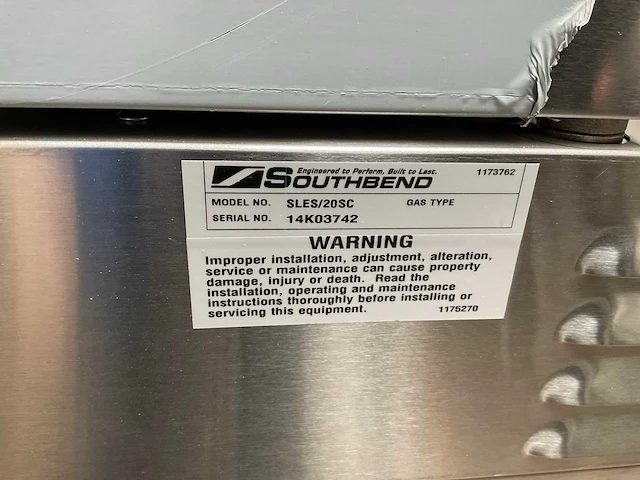 Engineered to Perform, Built to Last.
SOUTHBEND
1173762
MODEL NO. SLES/20SC GAS TYPE
SERIAL NO. 14K03742
WARNING
Improper installation, adjustment, alteration,
service or maintenance can cause property
damage, injury or death. Read the
installation, operating and maintenance
instructions thoroughly before installing or
servicing this equipment. 1175270